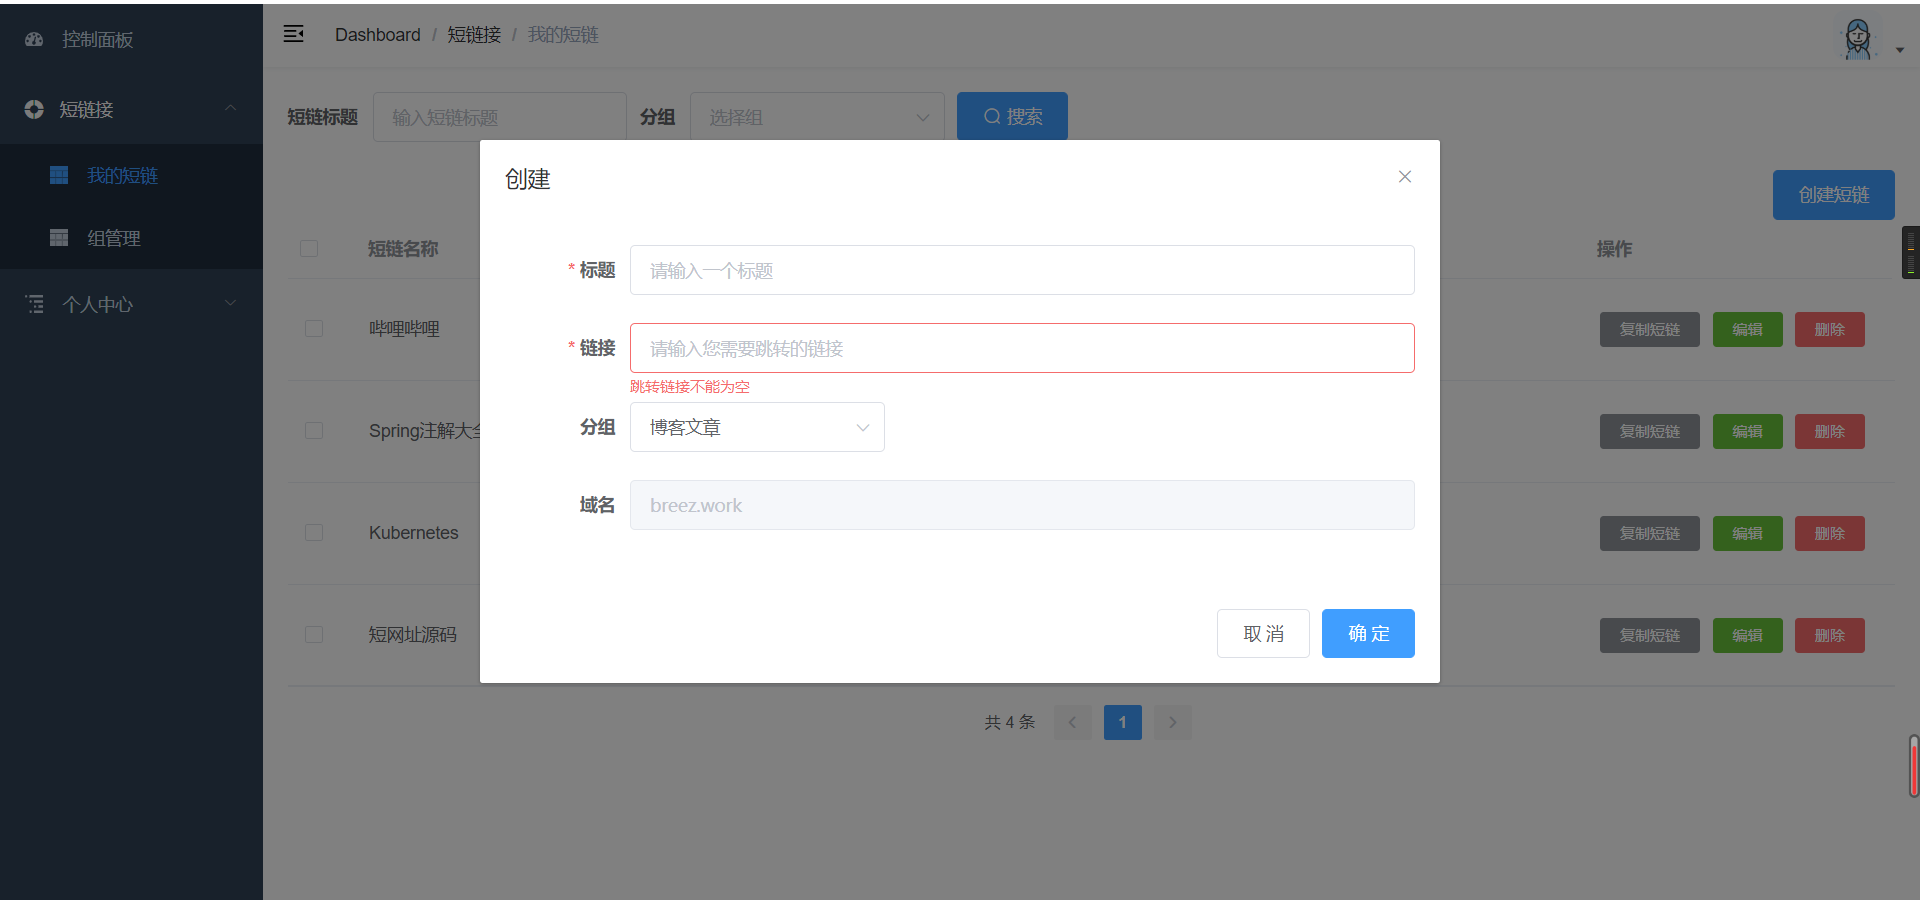 控制面板
短链接
我的短链
组管理
个人中心
Dashboard / 短链接 / 我的短链
短链标题 输入短链标题 分组 选择组 搜索
创建短链
短链名称 操作
哔哩哔哩 复制短链 编辑 删除
Spring注解大全 复制短链 编辑 删除
Kubernetes 复制短链 编辑 删除
短网址源码 复制短链 编辑 删除
共 4 条 1
创建
* 标题 请输入一个标题
* 链接 请输入您需要跳转的链接
跳转链接不能为空
分组 博客文章
域名 breez.work
取 消 确 定